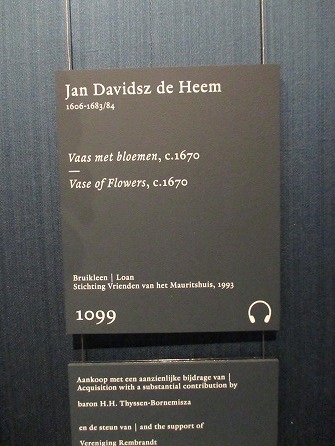 Jan Davidsz de Heem
1606-1683/84
Vaas met bloemen, c.1670
—
Vase of Flowers, c.1670
Bruikleen | Loan
Stichting Vrienden van het Mauritshuis, 1993
1099
Aankoop met een aanzienlijke bijdrage van |
Acquisition with a substantial contribution by
baron H.H. Thyssen-Bornemisza
en de steun van | and the support of
Vereniging Rembrandt